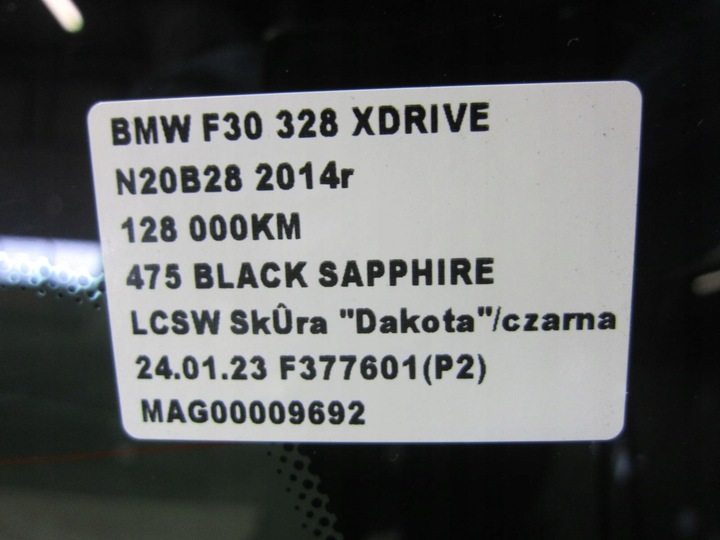 BMW F30 328 XDRIVE
N20B28 2014r
128 000KM
475 BLACK SAPPHIRE
LCSW SkÛra "Dakota"/czarna
24.01.23 F377601(P2)
MAG00009692